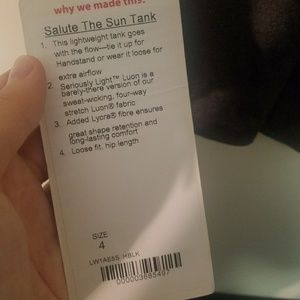 why we made this:
Salute The Sun Tank
1. This lightweight tank goes
with the flow—tie it up for
Handstand or wear it loose for
extra airflow
2. Seriously Light™ Luon is a
barely-there version of our
sweat-wicking, four-way
stretch Luon® fabric
3. Added Lycra® fibre ensures
great shape retention and
long-lasting comfort
4. Loose fit, hip length
SIZE
4
LW1AE5S HBLK
000003685497